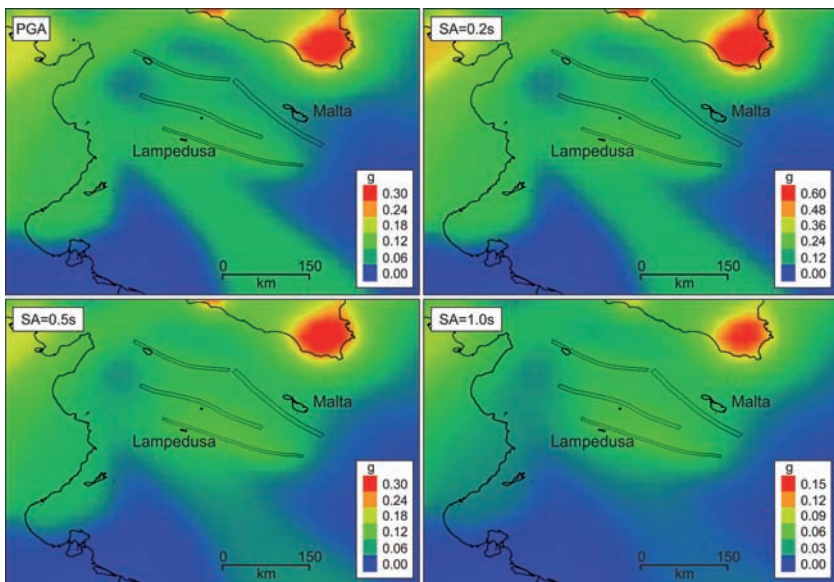 PGA
Malta
Lampedusa
g
0.30
0.24
0.18
0.12
0.06
0.00
0 150
km
SA=0.2s
Malta
Lampedusa
g
0.60
0.48
0.36
0.24
0.12
0.00
0 150
km
SA=0.5s
Malta
Lampedusa
g
0.30
0.24
0.18
0.12
0.06
0.00
0 150
km
SA=1.0s
Malta
Lampedusa
g
0.15
0.12
0.09
0.06
0.03
0.00
0 150
km